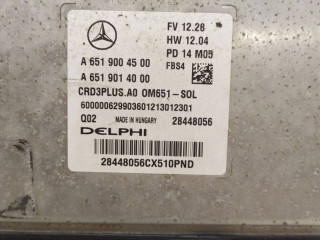 FV 12.28
HW 12.04
PD 14 M05
A 651 900 45 00
FBS4
A 651 901 40 00
CRD3PLUS.A0 OM651-SOL
600000629903601213012301
Q02 MADE IN HUNGARY 28448056
DELPHI
28448056CX510PND